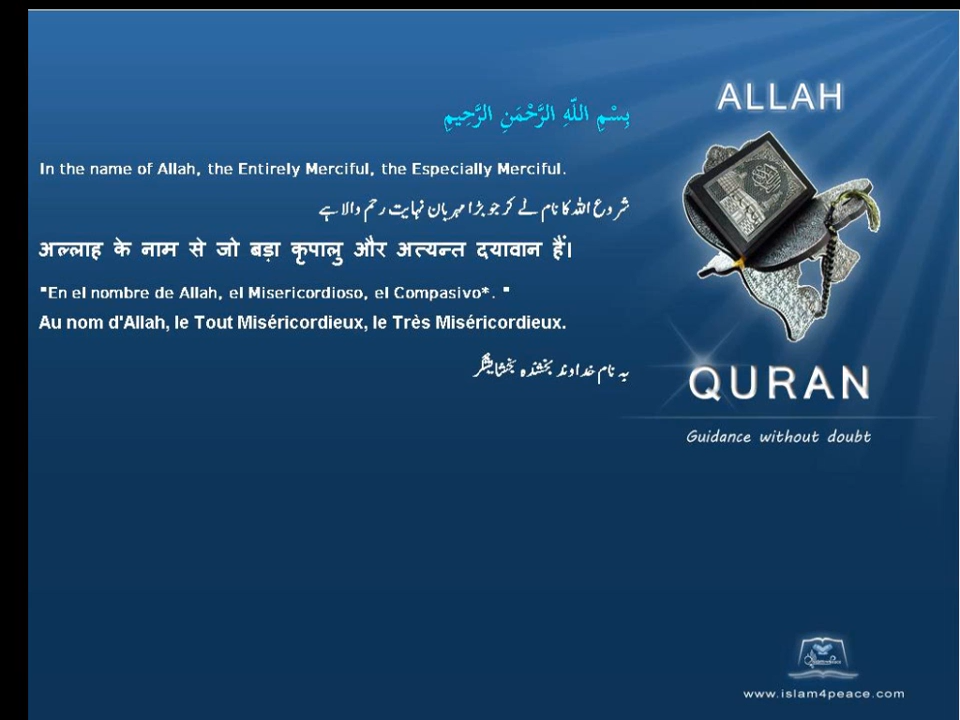 بِسْمِ اللَّهِ الرَّحْمَنِ الرَّحِيمِ
In the name of Allah, the Entirely Merciful, the Especially Merciful.
شروع الله کا نام لے کر جو بڑا مہربان نہایت رحم والا ہے
अल्लाह के नाम से जो बड़ा कृपालु और अत्यन्त दयावान हैं।
"En el nombre de Allah, el Misericordioso, el Compasivo*. "
Au nom d'Allah, le Tout Miséricordieux, le Très Miséricordieux.
به نام خداوند بخشنده بخشایشگر
ALLAH
QURAN
Guidance without doubt
www.islam4peace.com